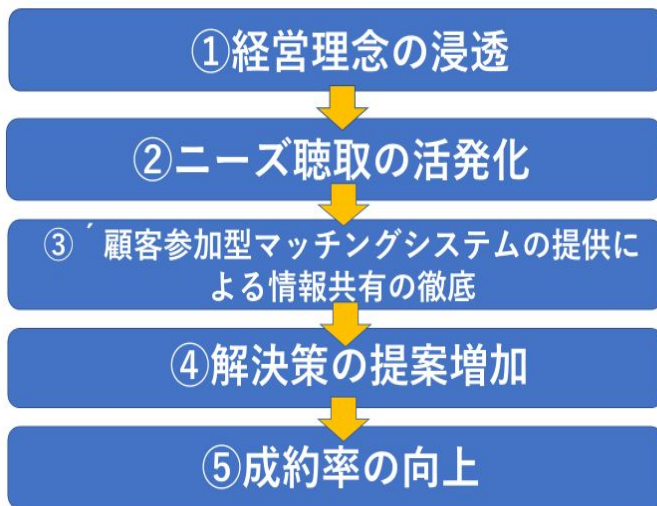 ①経営理念の浸透
②ニーズ聴取の活発化
③´顧客参加型マッチングシステムの提供に
よる情報共有の徹底
④解決策の提案増加
⑤成約率の向上